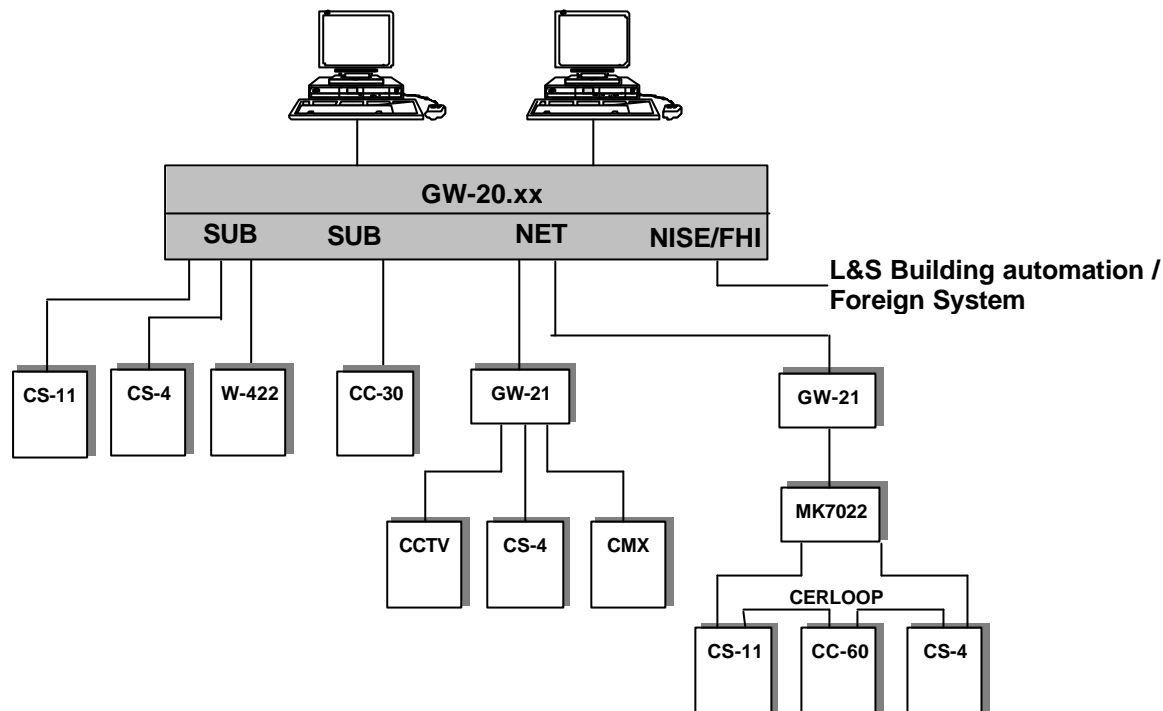 GW-20.xx
SUB SUB NET NISE/FHI
L&S Building automation /
Foreign System
CS-11 CS-4 W-422 CC-30 GW-21 GW-21
MK7022
CCTV CS-4 CMX
CERLOOP
CS-11 CC-60 CS-4